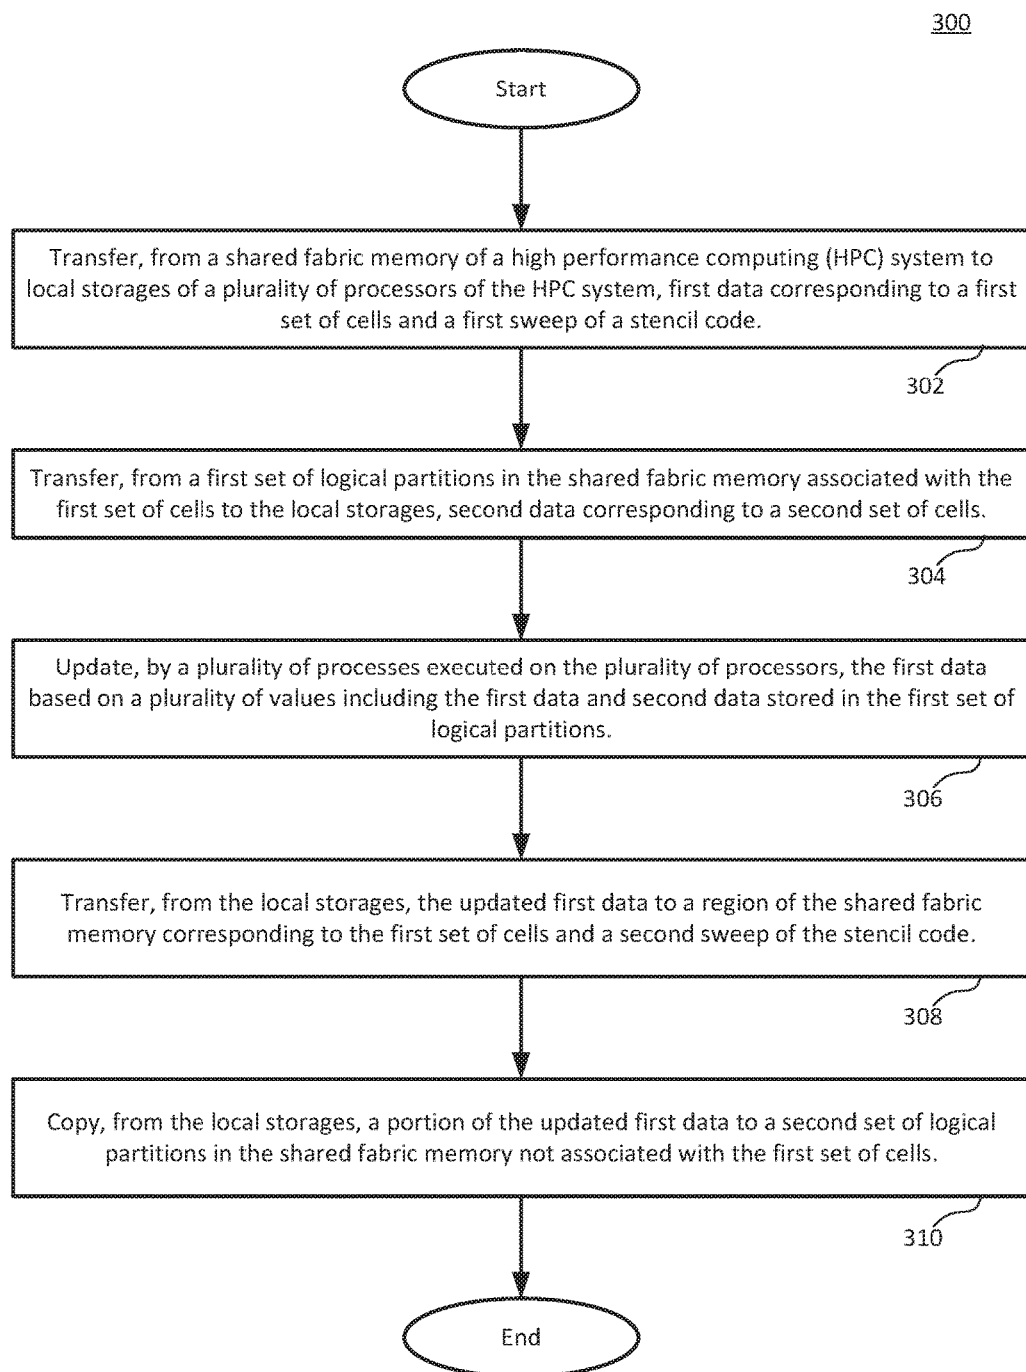 300
Start
Transfer, from a shared fabric memory of a high performance computing (HPC) system to
local storages of a plurality of processors of the HPC system, first data corresponding to a first
set of cells and a first sweep of a stencil code.
302
Transfer, from a first set of logical partitions in the shared fabric memory associated with the
first set of cells to the local storages, second data corresponding to a second set of cells.
304
Update, by a plurality of processes executed on the plurality of processors, the first data
based on a plurality of values including the first data and second data stored in the first set of
logical partitions.
306
Transfer, from the local storages, the updated first data to a region of the shared fabric
memory corresponding to the first set of cells and a second sweep of the stencil code.
308
Copy, from the local storages, a portion of the updated first data to a second set of logical
partitions in the shared fabric memory not associated with the first set of cells.
310
End